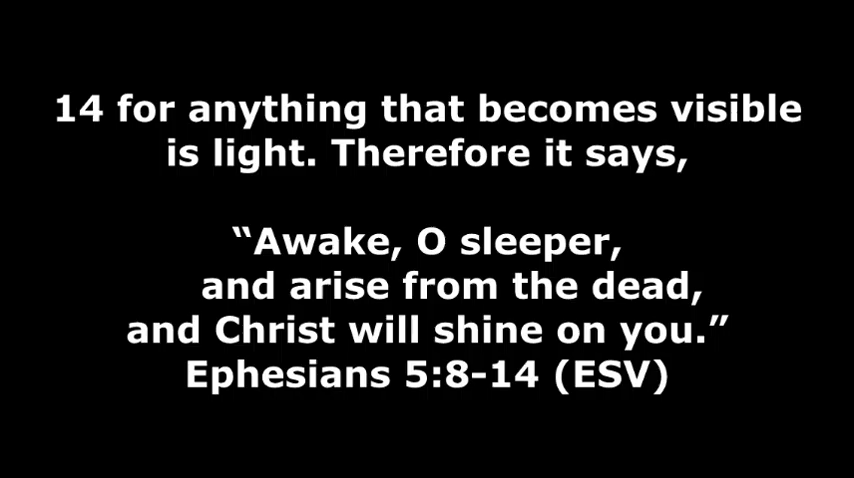 14 for anything that becomes visible
is light. Therefore it says,
“Awake, O sleeper,
and arise from the dead,
and Christ will shine on you.”
Ephesians 5:8-14 (ESV)